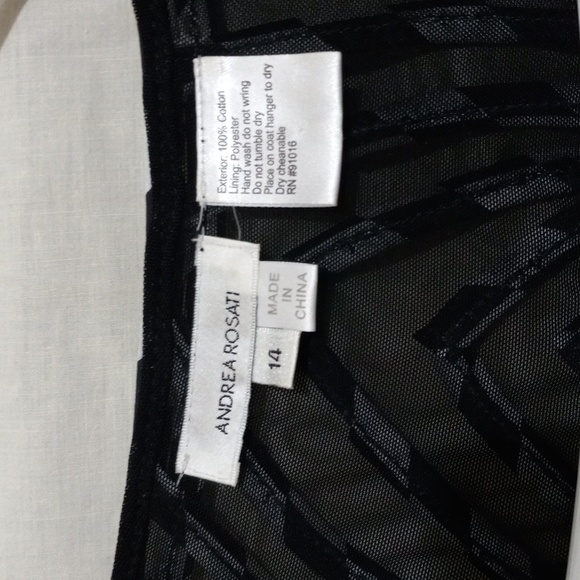 Exterior: 100% Cotton
Lining: Polyester
Hand wash do not wring
Do not tumble dry
Place on coat hanger to dry
Dry cheanable
RN #91016
ANDREA ROSATI
14
MADE
IN
CHINA